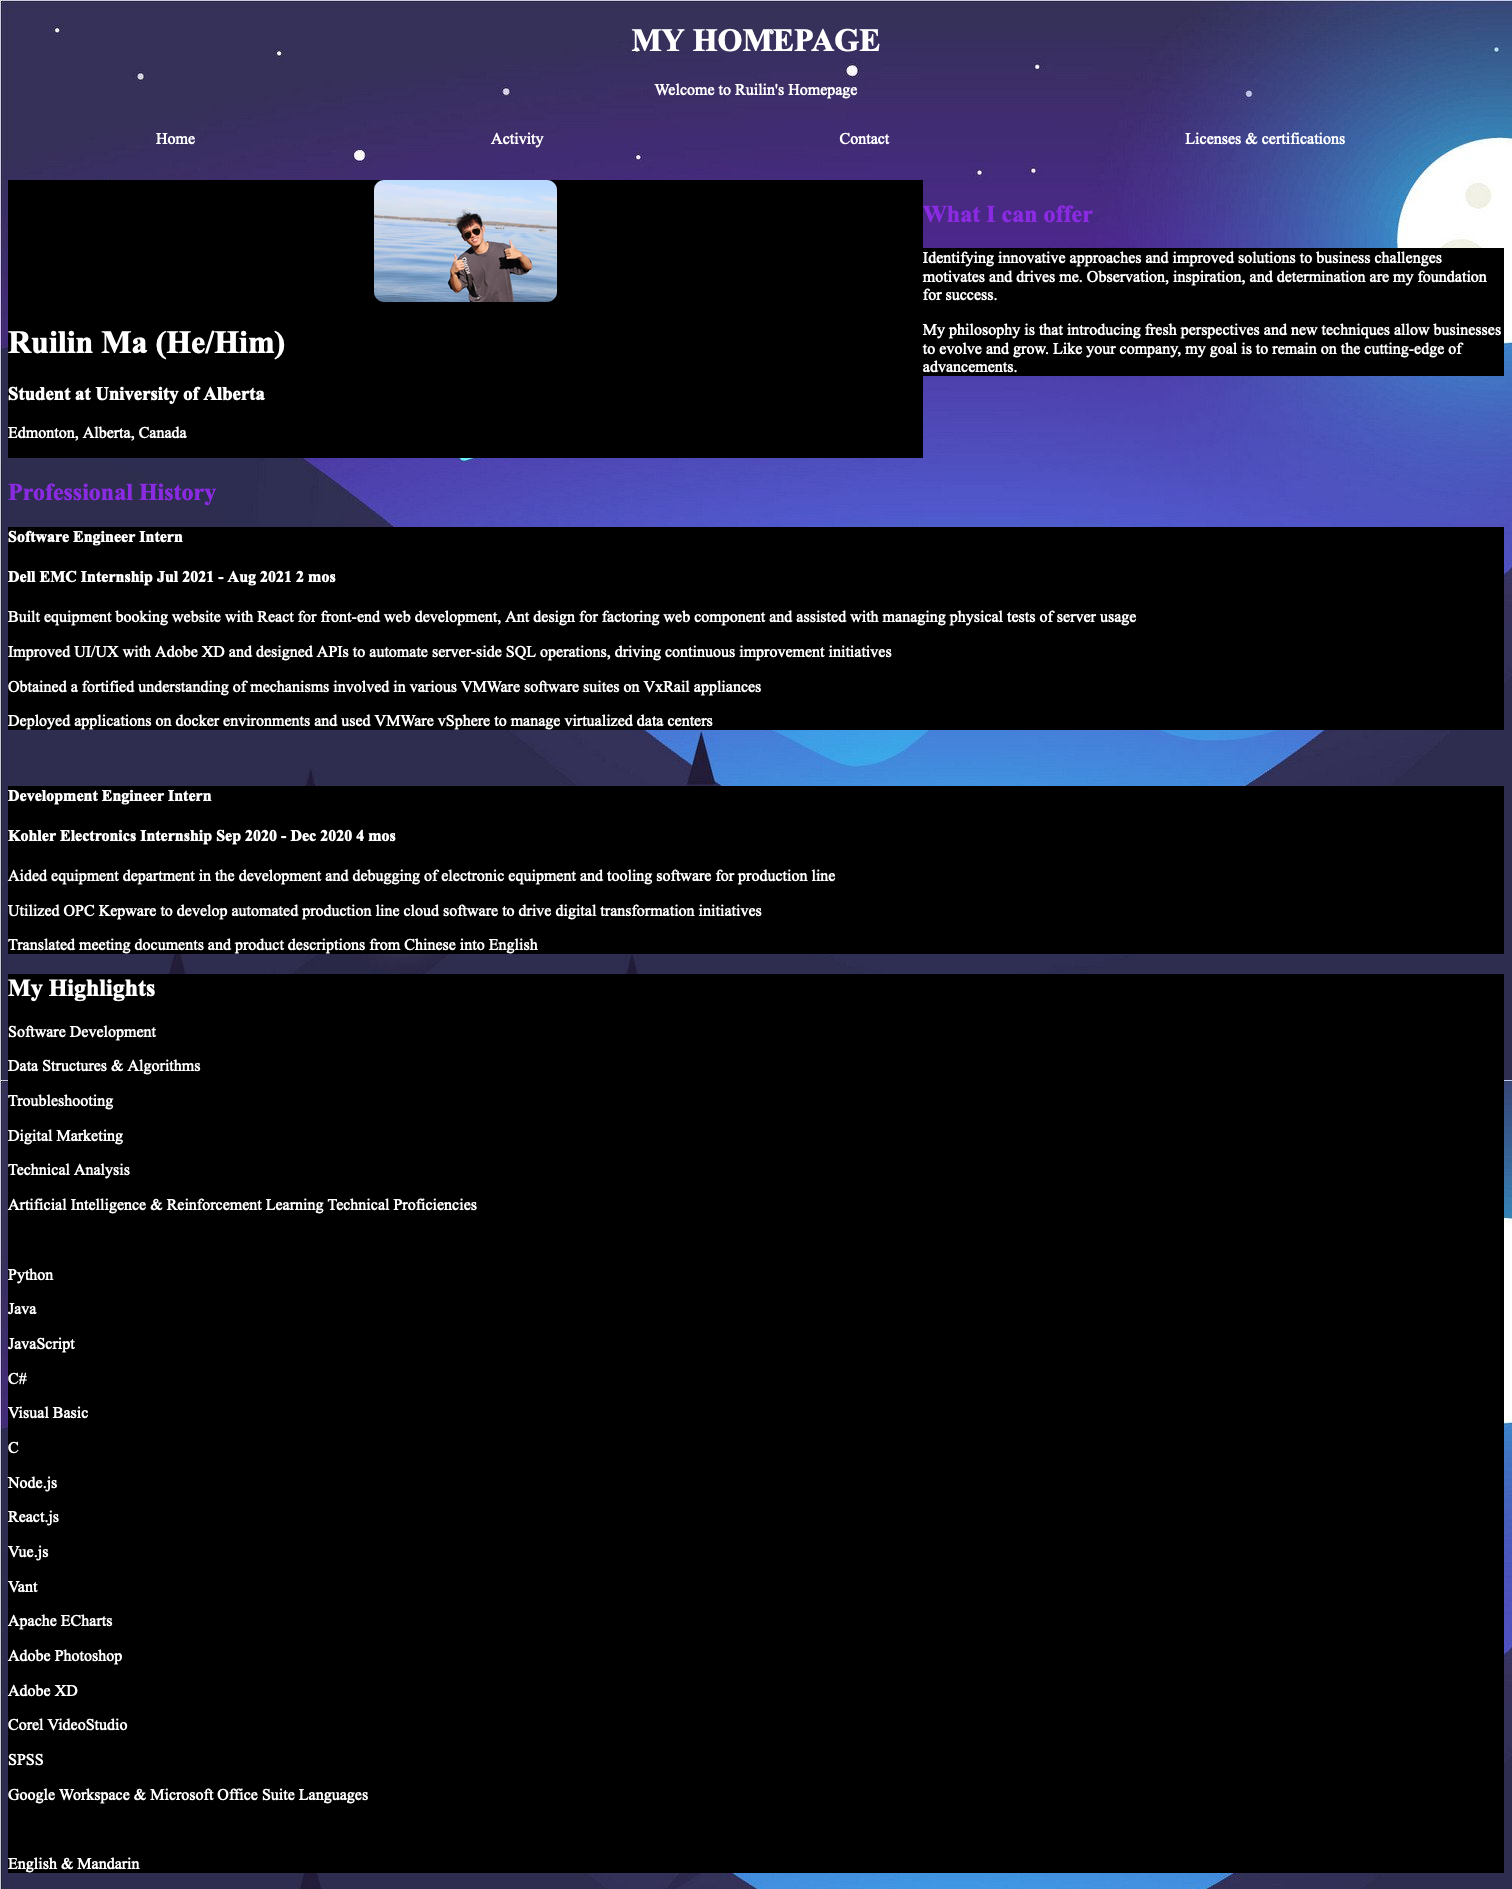 MY HOMEPAGE
Welcome to Ruilin's Homepage
Home
Activity
Contact
Licenses & certifications
Ruilin Ma (He/Him)
Student at University of Alberta
Edmonton, Alberta, Canada
What I can offer
Identifying innovative approaches and improved solutions to business challenges
motivates and drives me. Observation, inspiration, and determination are my foundation
for success.
My philosophy is that introducing fresh perspectives and new techniques allow businesses
to evolve and grow. Like your company, my goal is to remain on the cutting-edge of
advancements.
Professional History
Software Engineer Intern
Dell EMC Internship Jul 2021 - Aug 2021 2 mos
Built equipment booking website with React for front-end web development, Ant design for factoring web component and assisted with managing physical tests of server usage
Improved UI/UX with Adobe XD and designed APIs to automate server-side SQL operations, driving continuous improvement initiatives
Obtained a fortified understanding of mechanisms involved in various VMWare software suites on VxRail appliances
Deployed applications on docker environments and used VMWare vSphere to manage virtualized data centers
Development Engineer Intern
Kohler Electronics Internship Sep 2020 - Dec 2020 4 mos
Aided equipment department in the development and debugging of electronic equipment and tooling software for production line
Utilized OPC Kepware to develop automated production line cloud software to drive digital transformation initiatives
Translated meeting documents and product descriptions from Chinese into English
My Highlights
Software Development
Data Structures & Algorithms
Troubleshooting
Digital Marketing
Technical Analysis
Artificial Intelligence & Reinforcement Learning Technical Proficiencies
Python
Java
JavaScript
C#
Visual Basic
C
Node.js
React.js
Vue.js
Vant
Apache ECharts
Adobe Photoshop
Adobe XD
Corel VideoStudio
SPSS
Google Workspace & Microsoft Office Suite Languages
English & Mandarin